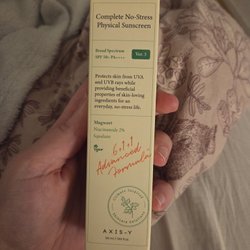 Complete No-Stress
Physical Sunscreen
Broad Spectrum
SPF 50+ PA++++
Ver. 3
Protects skin from UVA
and UVB rays while
providing beneficial
properties of skin-loving
ingredients for an
everyday, no-stress life.
Mugwort
Niacinamide 2%
Squalane
6+1+1
Advanced
formula
AXIS-Y